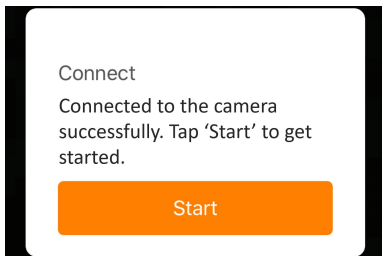 Connect
Connected to the camera
successfully. Tap ‘Start’ to get
started.
Start